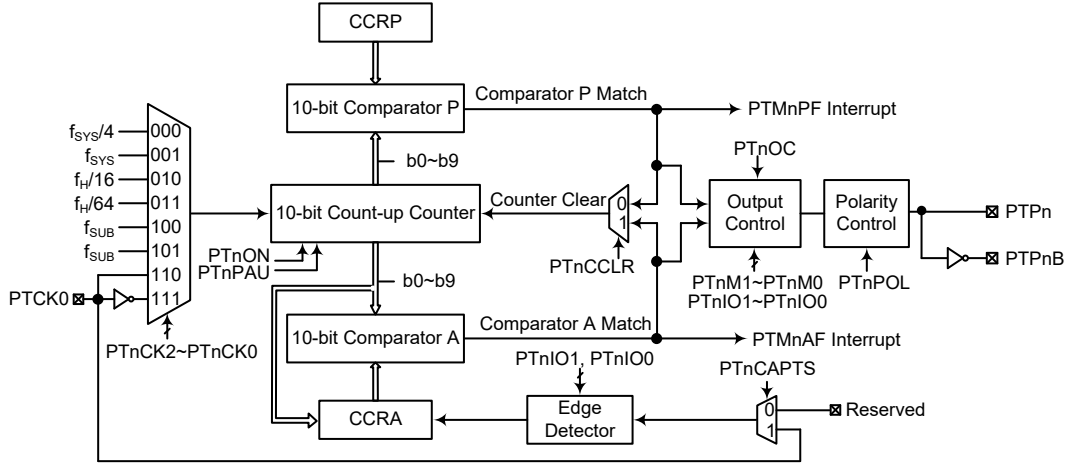 CCRP
10-bit Comparator P
Comparator P Match
PTMnPF Interrupt
fSYS/4
000
fSYS
001
fH/16
010
fH/64
011
fSUB
100
fSUB
101
110
111
PTCK0
PTnCK2~PTnCK0
b0~b9
10-bit Count-up Counter
PTnON
PTnPAU
Counter Clear
0
1
PTnCCLR
PTnOC
Output
Control
PTnM1~PTnM0
PTnIO1~PTnIO0
Polarity
Control
PTnPOL
PTPn
PTPnB
b0~b9
10-bit Comparator A
Comparator A Match
PTMnAF Interrupt
CCRA
PTnIO1, PTnIO0
Edge
Detector
PTnCAPTS
0
1
Reserved